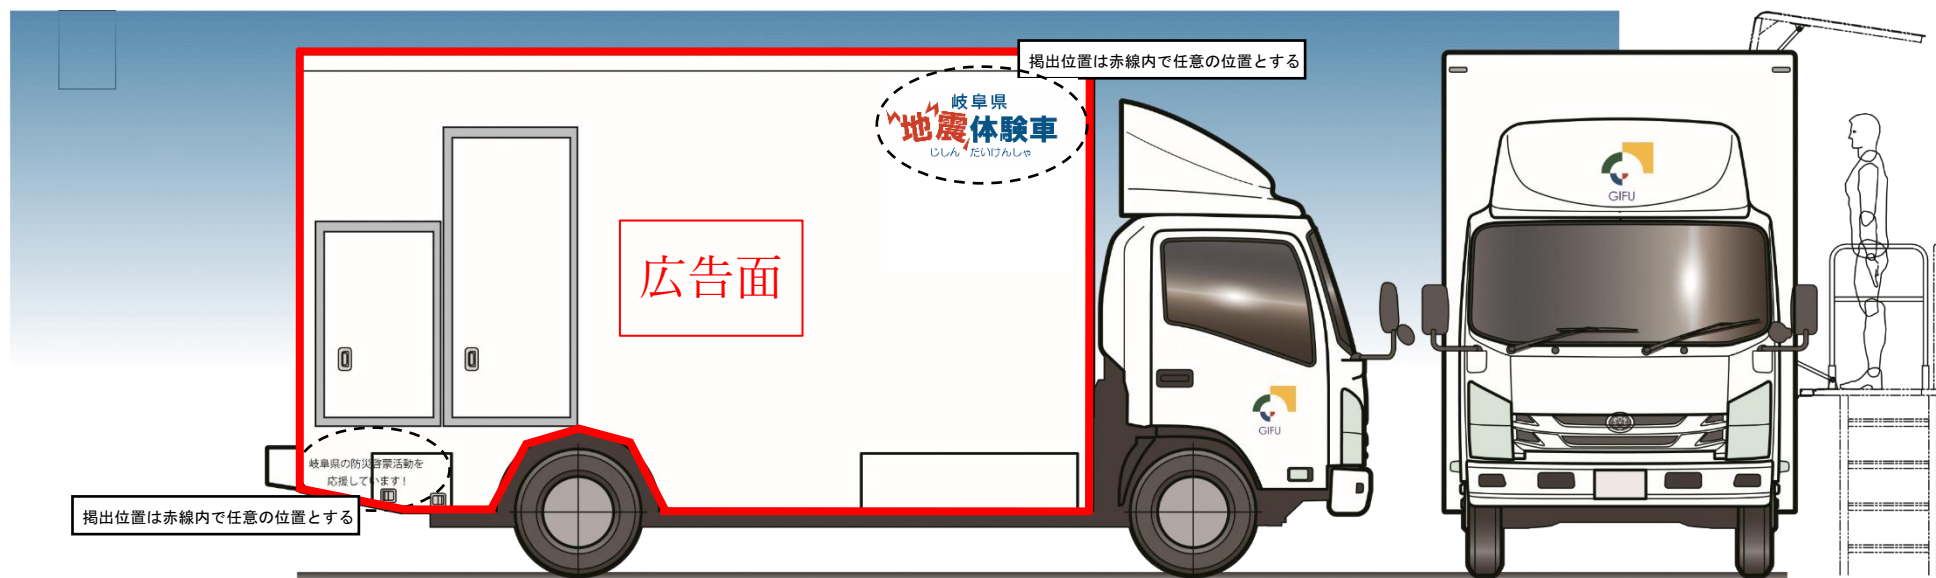 掲出位置は赤線内で任意の位置とする
岐阜県
地震体験車
じしん たいけんしゃ
広告面
GIFU
GIFU
岐阜県の防災啓蒙活動を
応援しています！
掲出位置は赤線内で任意の位置とする